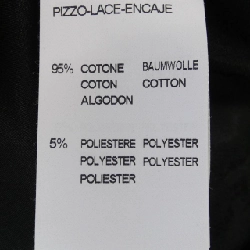 PIZZO-LACE-ENCAJE
95% COTONE BAUMWOLLE
COTON COTTON
ALGODON
5% POLIESTERE POLYESTER
POLYESTER POLYESTER
POLIESTER